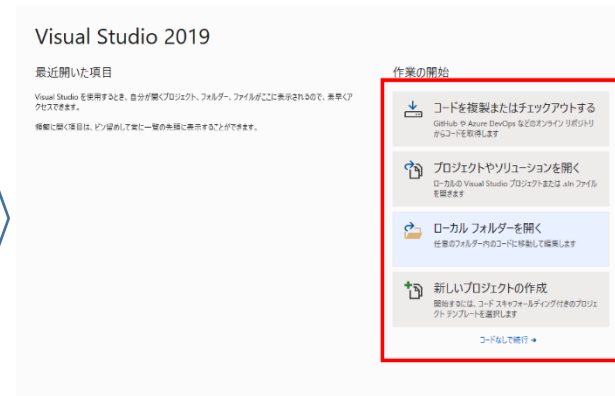 Visual Studio 2019
最近開いた項目
Visual Studio を使用するとき、自分が開くプロジェクト、フォルダー、ファイルがここに表示されるので、素早くア
クセスできます。
頻繁に開く項目は、ピン留めして常に一覧の先頭に表示することができます。
作業の開始
コードを複製またはチェックアウトする
GitHub や Azure DevOps などのオンライン リポジトリ
からコードを取得します
プロジェクトやソリューションを開く
ローカルの Visual Studio プロジェクトまたは .sln ファイル
を開きます
ローカル フォルダーを開く
任意のフォルダー内のコードに移動して編集します
新しいプロジェクトの作成
開始するには、コード スキャフォールディング付きのプロジェ
クト テンプレートを選択します
コードなしで続行 →